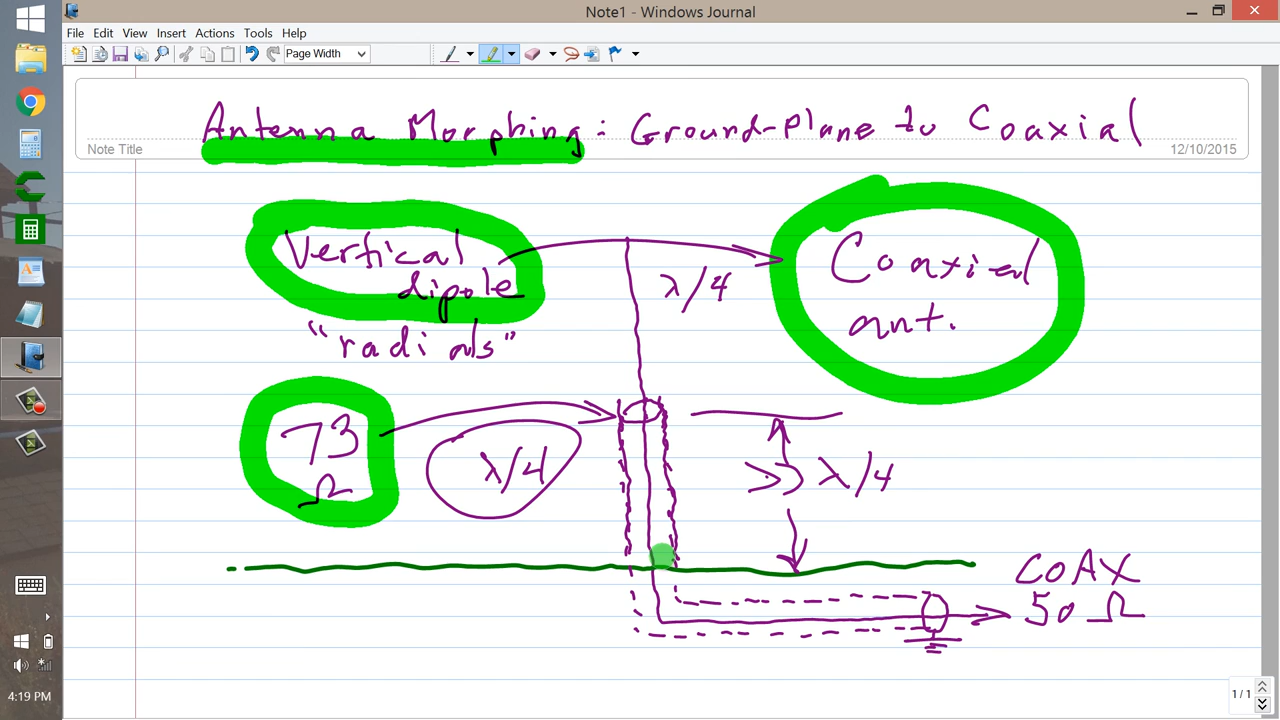 Note1 - Windows Journal
File Edit View Insert Actions Tools Help
Page Width
Antenna Morphing: Ground-Plane to Coaxial
Note Title
12/10/2015
Vertical
dipole
"radials"
λ/4
Coaxial
ant.
73
Ω
λ/4
λ/4
COAX
50 Ω
1/1
4:19 PM